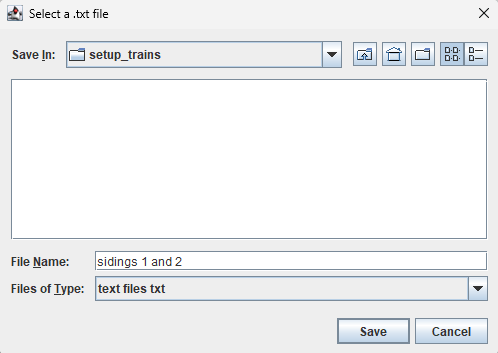 Select a .txt file
Save In: setup_trains
File Name: sidings 1 and 2
Files of Type: text files txt
Save Cancel